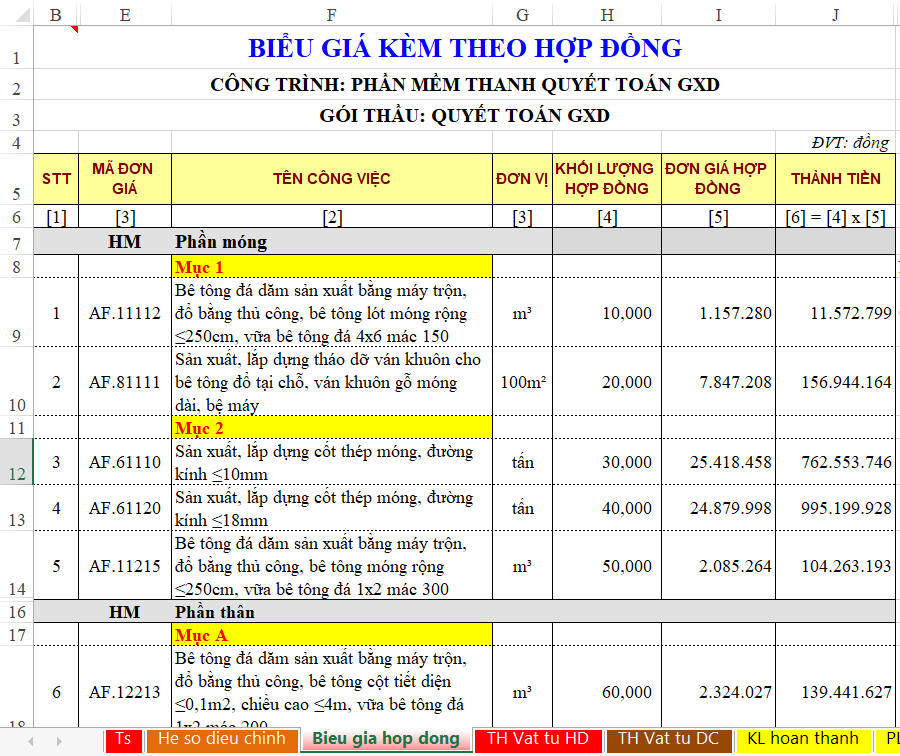 B E F G H I J
1 BIỂU GIÁ KÈM THEO HỢP ĐỒNG
2 CÔNG TRÌNH: PHẦN MỀM THANH QUYẾT TOÁN GXD
3 GÓI THẦU: QUYẾT TOÁN GXD
4 ĐVT: đồng
5 STT MÃ ĐƠN GIÁ TÊN CÔNG VIỆC ĐƠN VỊ KHỐI LƯỢNG HỢP ĐỒNG ĐƠN GIÁ HỢP ĐỒNG THÀNH TIỀN
6 [1] [3] [2] [3] [4] [5] [6] = [4] x [5]
7 HM Phần móng
8 Mục 1
Bê tông đá dăm sản xuất bằng máy trộn,
1 AF.11112 đổ bằng thủ công, bê tông lót móng rộng m³ 10,000 1.157.280 11.572.799
9 ≤250cm, vữa bê tông đá 4x6 mác 150
Sản xuất, lắp dựng tháo dỡ ván khuôn cho
2 AF.81111 bê tông đổ tại chỗ, ván khuôn gỗ móng 100m² 20,000 7.847.208 156.944.164
10 dài, bệ máy
11 Mục 2
3 AF.61110 Sản xuất, lắp dựng cốt thép móng, đường tấn 30,000 25.418.458 762.553.746
12 kính ≤10mm
4 AF.61120 Sản xuất, lắp dựng cốt thép móng, đường tấn 40,000 24.879.998 995.199.928
13 kính ≤18mm
Bê tông đá dăm sản xuất bằng máy trộn,
5 AF.11215 đổ bằng thủ công, bê tông móng rộng m³ 50,000 2.085.264 104.263.193
14 ≤250cm, vữa bê tông đá 1x2 mác 300
16 HM Phần thân
17 Mục A
Bê tông đá dăm sản xuất bằng máy trộn,
đổ bằng thủ công, bê tông cột tiết diện
6 AF.12213 ≤0,1m2, chiều cao ≤4m, vữa bê tông đá m³ 60,000 2.324.027 139.441.627
18 1x2 mác 200
Ts He so dieu chinh Bieu gia hop dong TH Vat tu HD TH Vat tu DC KL hoan thanh PL